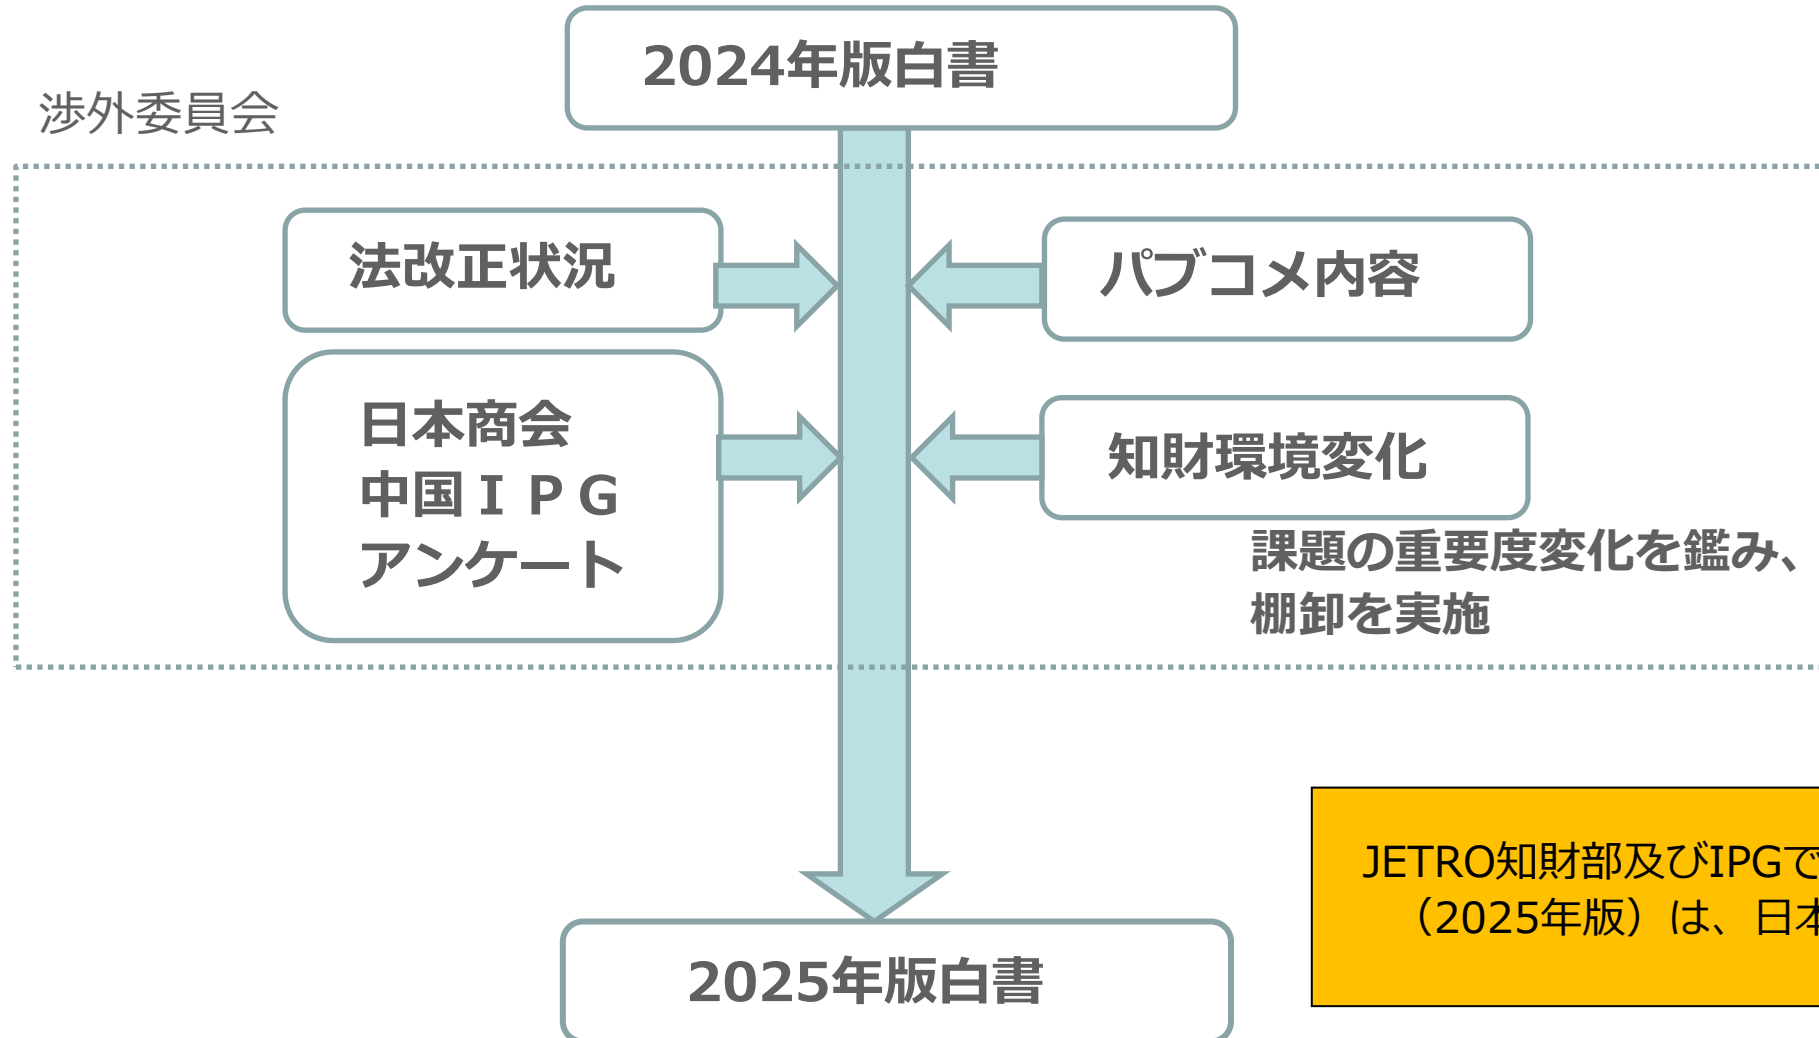 2024年版白書
渉外委員会
法改正状況
パブコメ内容
日本商会
中国ＩＰＧ
アンケート
知財環境変化
課題の重要度変化を鑑み、
棚卸を実施
JETRO知財部及びIPGで
（2025年版）は、日本
2025年版白書